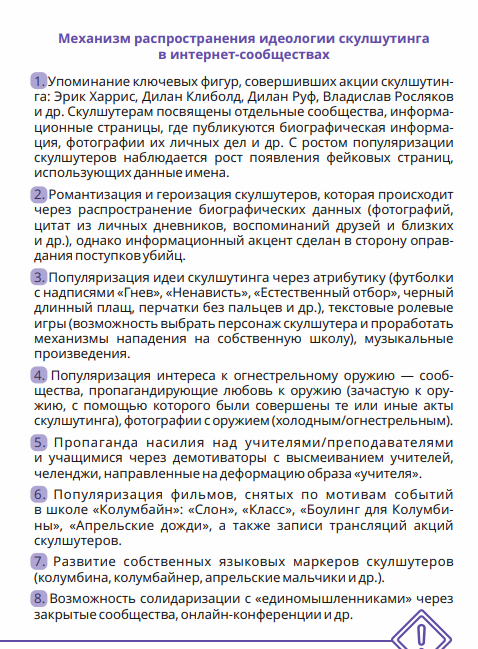 Механизм распространения идеологии скулшутинга
в интернет-сообществах
1. Упоминание ключевых фигур, совершивших акции скулшутин-
га: Эрик Харрис, Дилан Клиболд, Дилан Руф, Владислав Росляков
и др. Скулшутерам посвящены отдельные сообщества, информа-
ционные страницы, где публикуются биографическая информа-
ция, фотографии их личных дел и др. С ростом популяризации
скулшутеров наблюдается рост появления фейковых страниц,
использующих данные имена.
2. Романтизация и героизация скулшутеров, которая происходит
через распространение биографических данных (фотографий,
цитат из личных дневников, воспоминаний друзей и близких
и др.), однако информационный акцент сделан в сторону оправ-
дания поступков убийц.
3. Популяризация идеи скулшутинга через атрибутику (футболки
с надписями «Гнев», «Ненависть», «Естественный отбор», черный
длинный плащ, перчатки без пальцев и др.), текстовые ролевые
игры (возможность выбрать персонаж скулшутера и проработать
механизмы нападения на собственную школу), музыкальные
произведения.
4. Популяризация интереса к огнестрельному оружию — сооб-
щества, пропагандирующие любовь к оружию (зачастую к ору-
жию, с помощью которого были совершены те или иные акты
скулшутинга), фотографии с оружием (холодным/огнестрельным).
5. Пропаганда насилия над учителями/преподавателями
и учащимися через демотиваторы с высмеиванием учителей,
челенджи, направленные на деформацию образа «учителя».
6. Популяризация фильмов, снятых по мотивам событий
в школе «Колумбайн»: «Слон», «Класс», «Боулинг для Колумби-
ны», «Апрельские дожди», а также записи трансляций акций
скулшутеров.
7. Развитие собственных языковых маркеров скулшутеров
(колумбина, колумбайнер, апрельские мальчики и др.).
8. Возможность солидаризации с «единомышленниками» через
закрытые сообщества, онлайн-конференции и др.
!